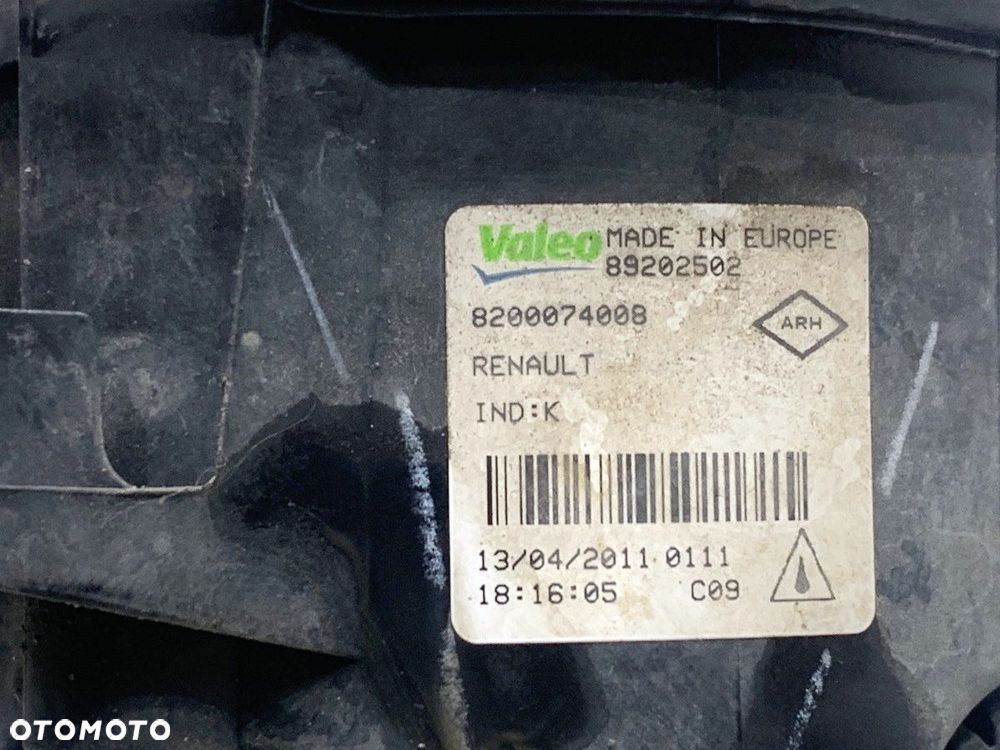 Valeo MADE IN EUROPE
89202502
8200074008
ARH
RENAULT
IND:K
13/04/2011 0111
18:16:05 C09
OTOMOTO